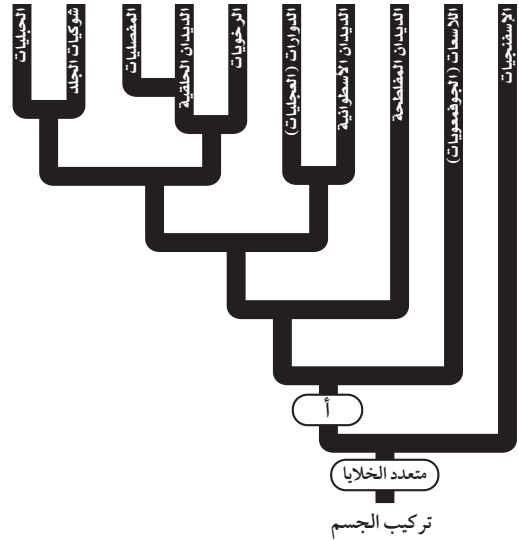 الإسفنجيات
اللاسعات (الجوفمعويات)
الديدان المفلطحة
الديدان الأسطوانية
الدوارات (العجليات)
الرخويات
الديدان الحلقية
المفصليات
شوكيات الجلد
الحبليات
أ
متعدد الخلايا
تركيب الجسم